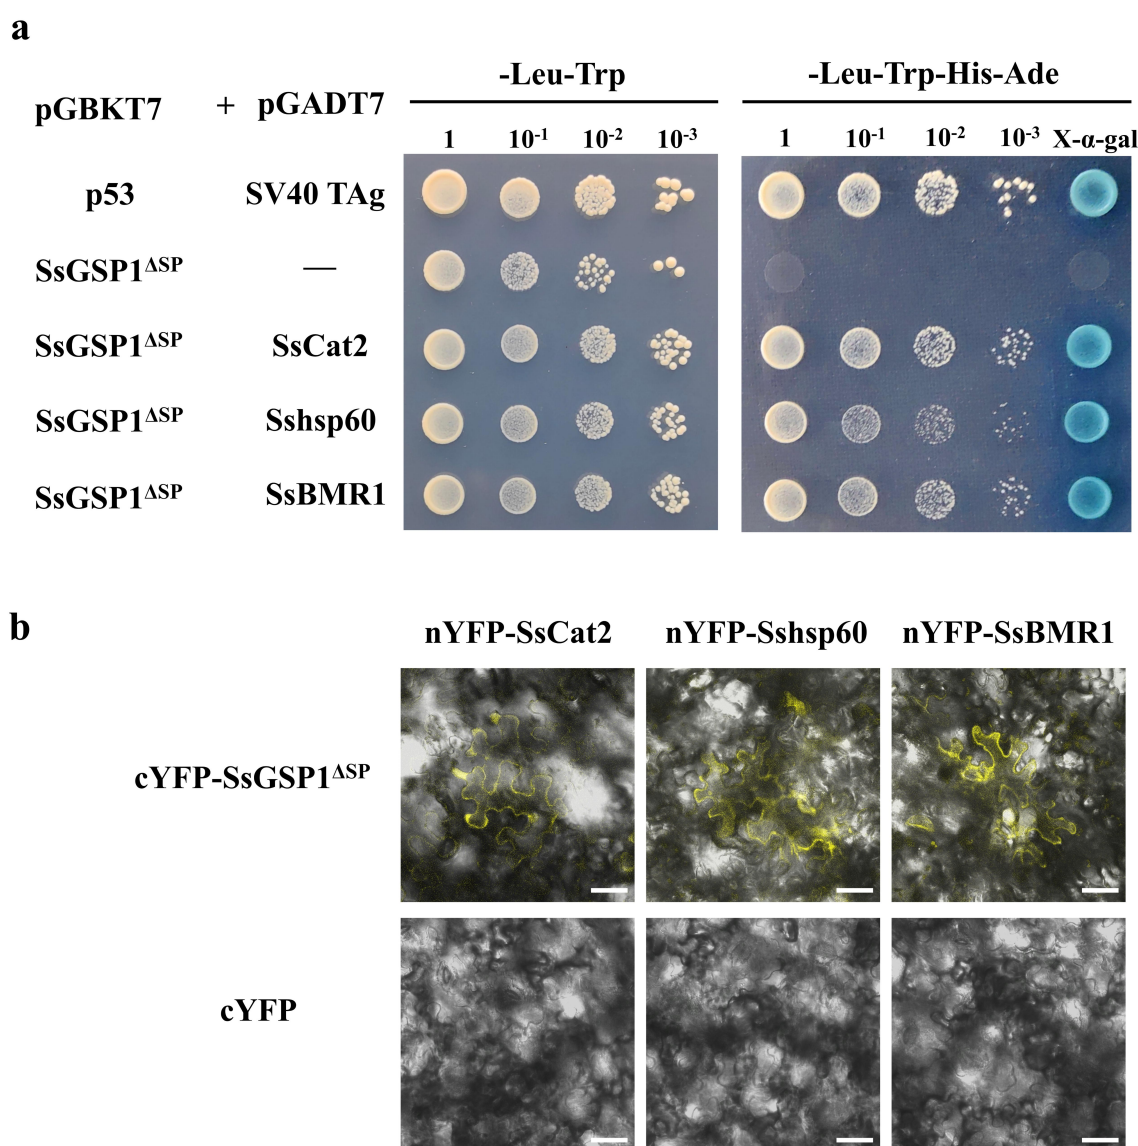 a
-Leu-Trp -Leu-Trp-His-Ade
pGBKT7 + pGADT7
1 10⁻¹ 10⁻² 10⁻³ 1 10⁻¹ 10⁻² 10⁻³ X-α-gal
p53 SV40 TAg
SsGSP1ΔSP —
SsGSP1ΔSP SsCat2
SsGSP1ΔSP Sshsp60
SsGSP1ΔSP SsBMR1
b
nYFP-SsCat2 nYFP-Sshsp60 nYFP-SsBMR1
cYFP-SsGSP1ΔSP
cYFP